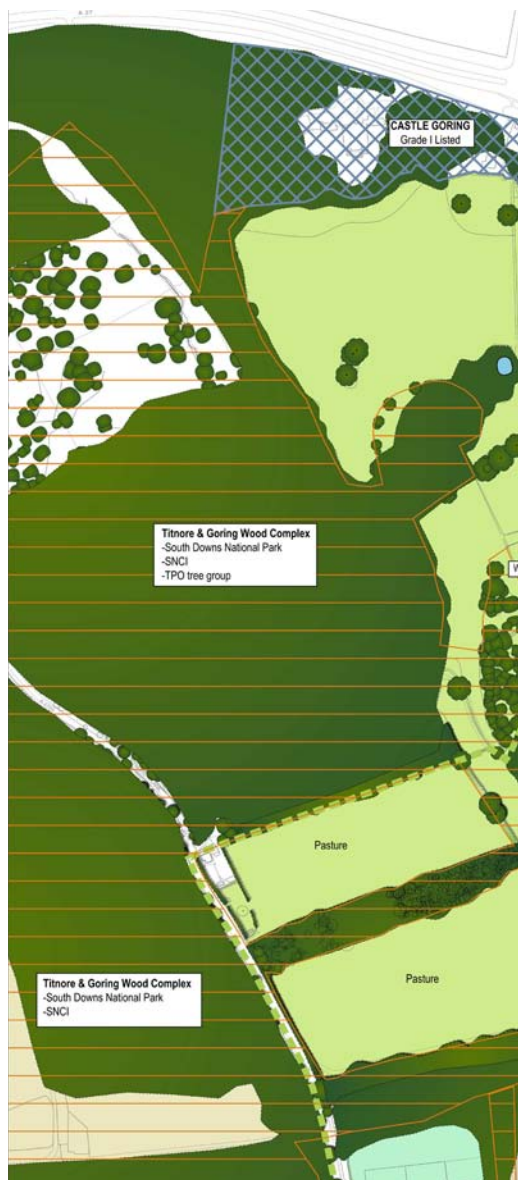 A 27
CASTLE GORING
Grade I Listed
Titnore & Goring Wood Complex
-South Downs National Park
-SNCI
-TPO tree group
W
Pasture
Pasture
Titnore & Goring Wood Complex
-South Downs National Park
-SNCI